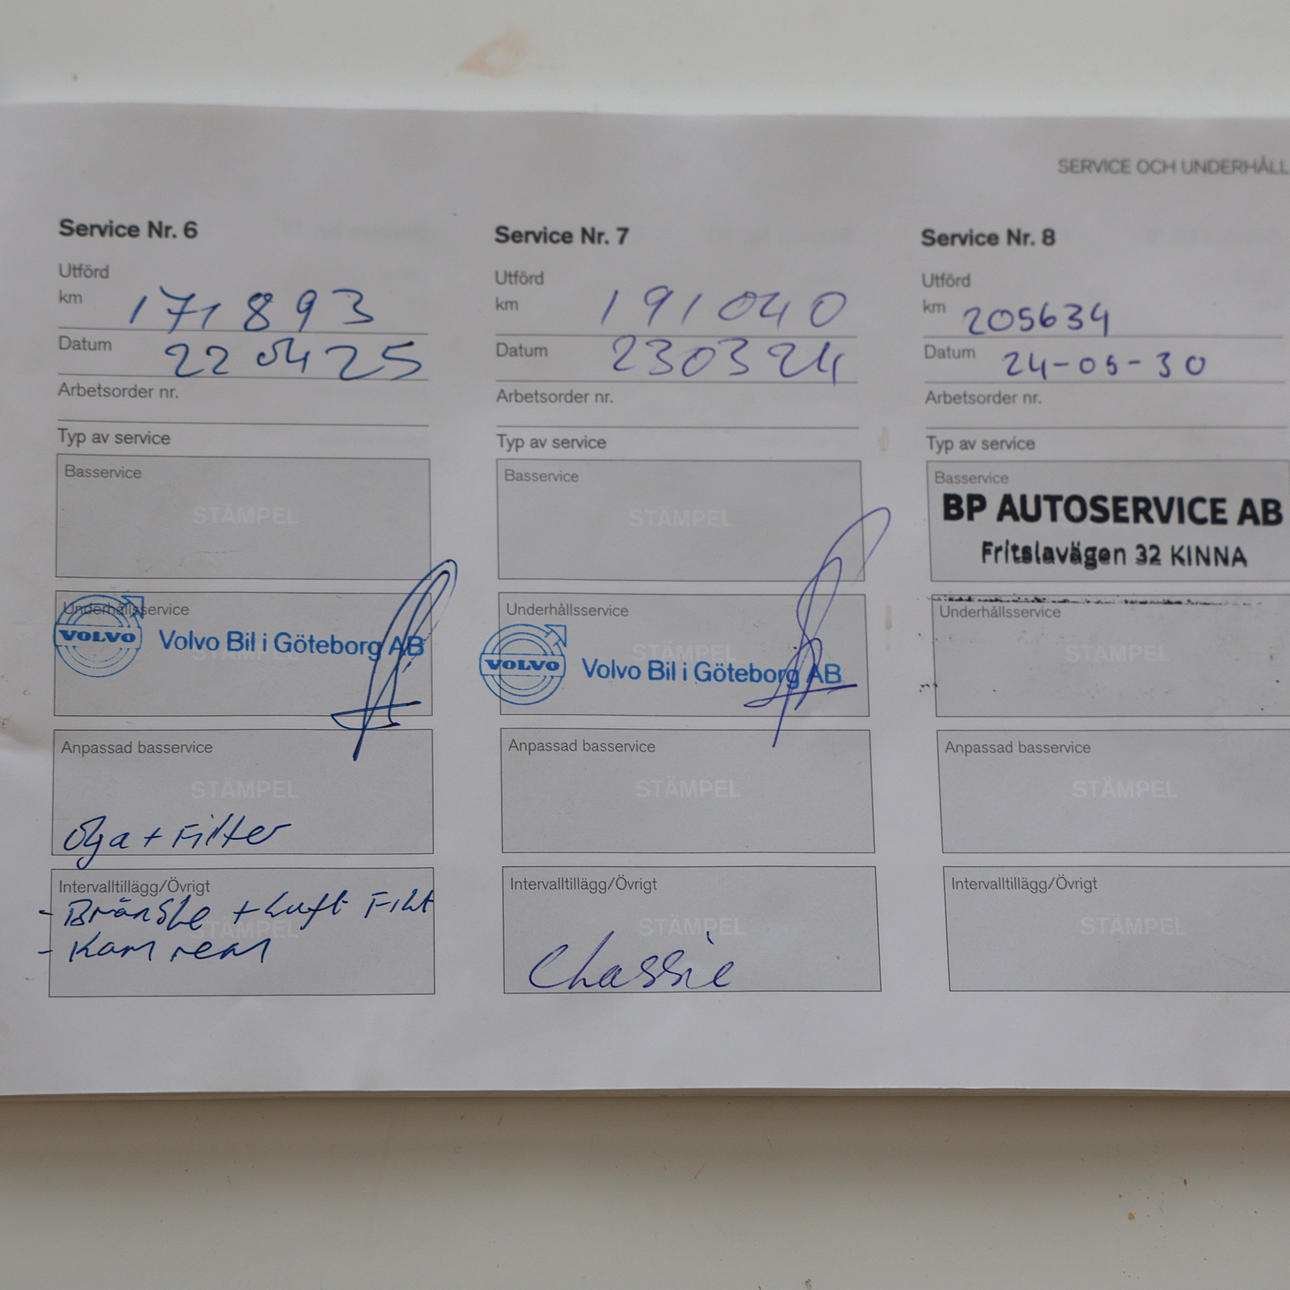 SERVICE OCH UNDERHÅLL
Service Nr. 6
Utförd
km 171893
Datum 220425
Arbetsorder nr.
Typ av service
Basservice
STÄMPEL
Underhållsservice
STÄMPEL
VOLVO Volvo Bil i Göteborg AB
Anpassad basservice
STÄMPEL
Olja + Filter
Intervalltillägg/Övrigt
STÄMPEL
- Bränsle + Luft Filt
- Kam rem
Service Nr. 7
Utförd
km 191040
Datum 230324
Arbetsorder nr.
Typ av service
Basservice
STÄMPEL
Underhållsservice
STÄMPEL
VOLVO Volvo Bil i Göteborg AB
Anpassad basservice
STÄMPEL
Intervalltillägg/Övrigt
STÄMPEL
Chassie
Service Nr. 8
Utförd
km 205634
Datum 24-05-30
Arbetsorder nr.
Typ av service
Basservice
BP AUTOSERVICE AB
Fritslavägen 32 KINNA
Underhållsservice
STÄMPEL
Anpassad basservice
STÄMPEL
Intervalltillägg/Övrigt
STÄMPEL